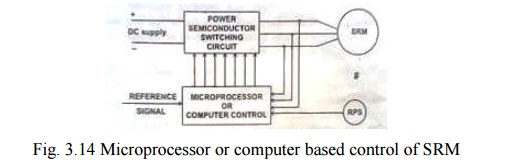 +
DC supply
−
POWER
SEMICONDUCTOR
SWITCHING
CIRCUIT
SRM
#
REFERENCE
SIGNAL
MICROPROCESSOR
OR
COMPUTER CONTROL
RPS
Fig. 3.14 Microprocessor or computer based control of SRM